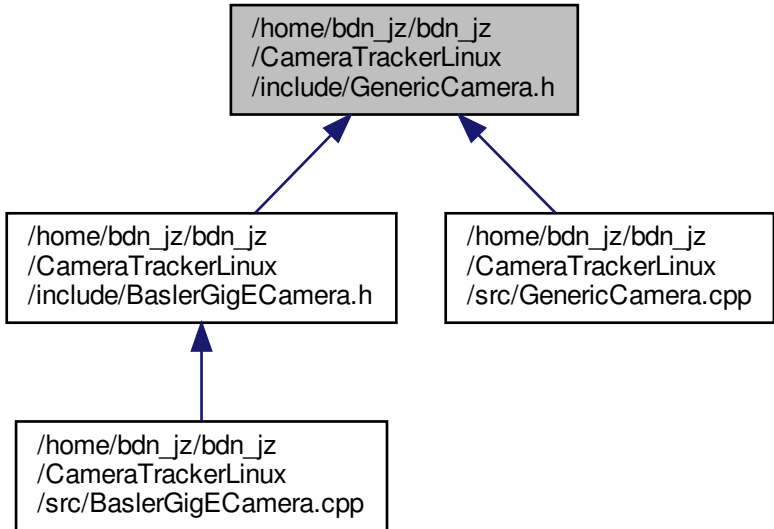 /home/bdn_jz/bdn_jz
/CameraTrackerLinux
/include/GenericCamera.h
/home/bdn_jz/bdn_jz
/CameraTrackerLinux
/include/BaslerGigECamera.h
/home/bdn_jz/bdn_jz
/CameraTrackerLinux
/src/GenericCamera.cpp
/home/bdn_jz/bdn_jz
/CameraTrackerLinux
/src/BaslerGigECamera.cpp